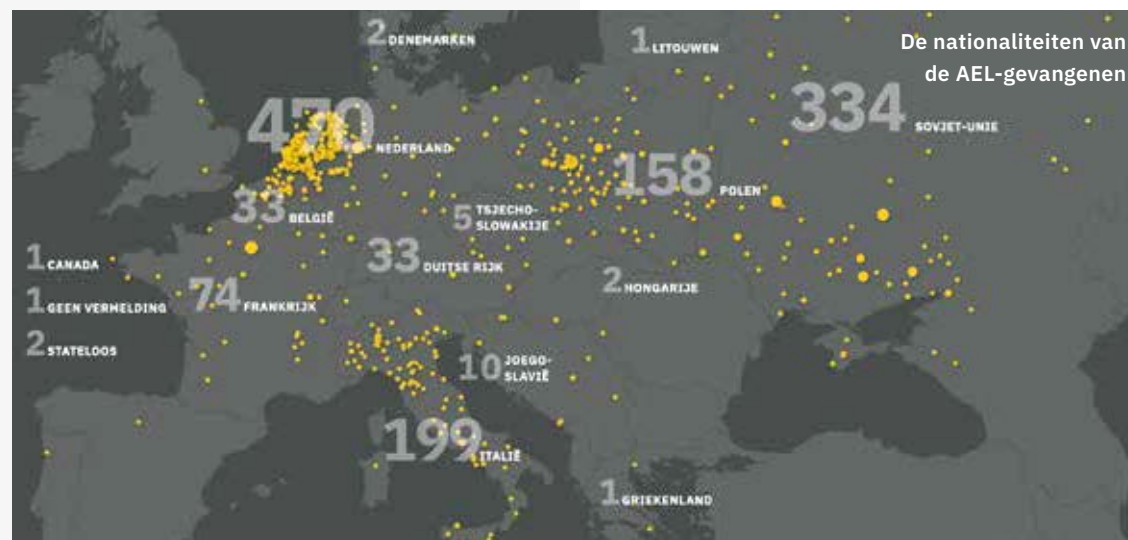 De nationaliteiten van
de AEL-gevangenen
2 DENEMARKEN
1 LITOUWEN
334 SOVJET-UNIE
470 NEDERLAND
158 POLEN
33 BELGIË
5 TSJECHO-
SLOWAKIJE
33 DUITSE RIJK
1 CANADA
2 HONGARIJE
74 FRANKRIJK
1 GEEN VERMELDING
2 STATELOOS
10 JOEGO-
SLAVIË
199 ITALIË
1 GRIEKENLAND